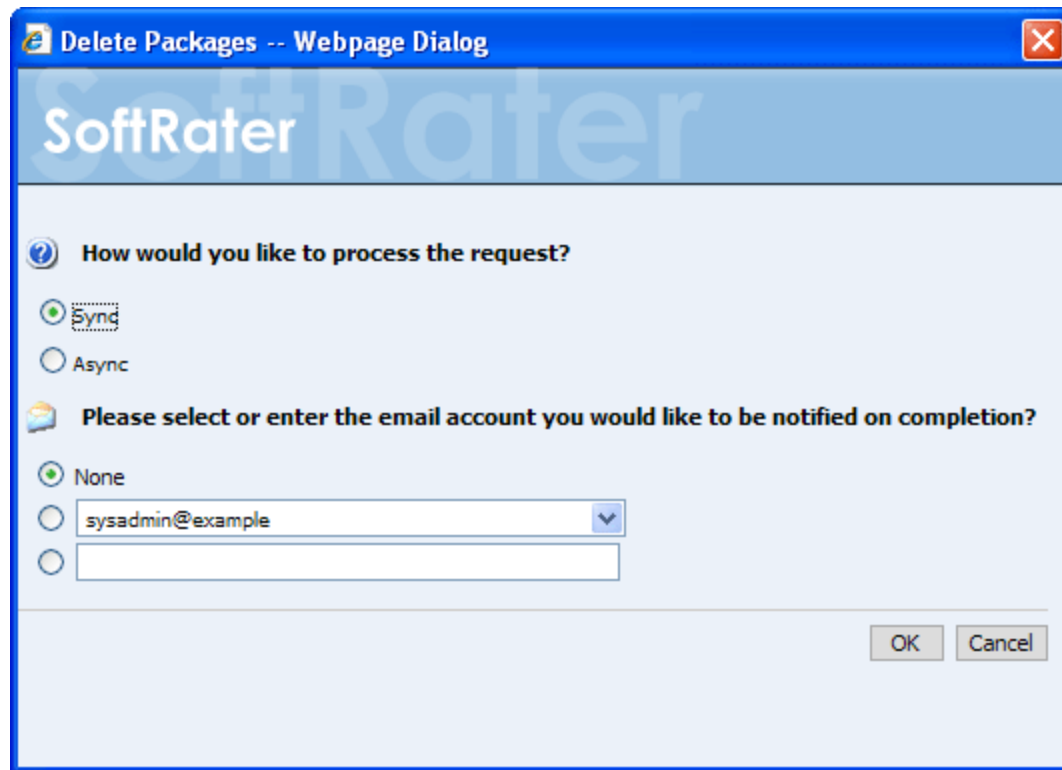 Delete Packages -- Webpage Dialog
SoftRater
SoftRater
How would you like to process the request?
Sync
Async
Please select or enter the email account you would like to be notified on completion?
None
sysadmin@example
OK Cancel